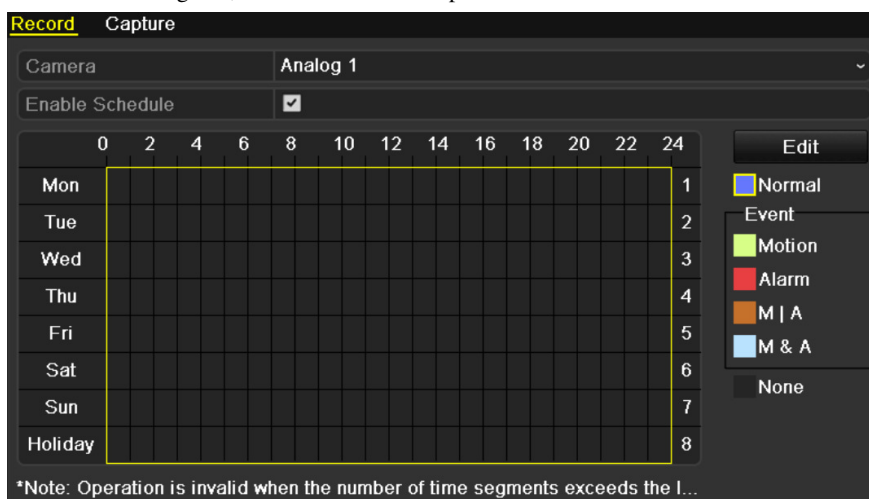 Record Capture
Camera Analog 1
Enable Schedule
0 2 4 6 8 10 12 14 16 18 20 22 24
Edit
Mon 1
Normal
Tue 2
Event
Motion
Wed 3
Alarm
Thu 4
M | A
Fri 5
M & A
Sat 6
None
Sun 7
Holiday 8
*Note: Operation is invalid when the number of time segments exceeds the l...